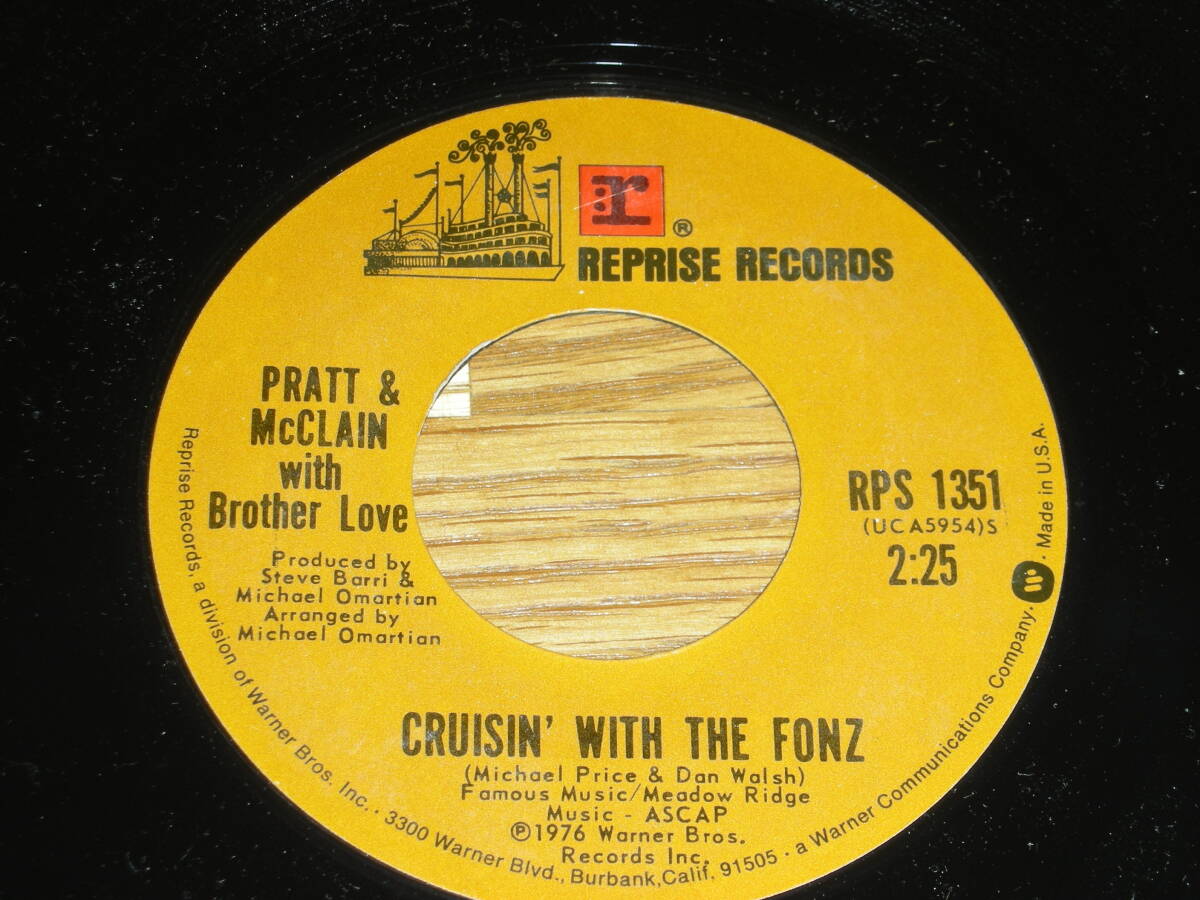 r
®
REPRISE RECORDS
PRATT &
McCLAIN
with
Brother Love
Produced by
Steve Barri &
Michael Omartian
Arranged by
Michael Omartian
RPS 1351
(UCA5954)S
2:25
CRUISIN' WITH THE FONZ
(Michael Price & Dan Walsh)
Famous Music/Meadow Ridge
Music - ASCAP
℗1976 Warner Bros.
Records Inc.
Reprise Records, a division of Warner Bros. Inc. · 3300 Warner Blvd., Burbank, Calif. 91505 · a Warner Communications Company · W · Made in U.S.A.